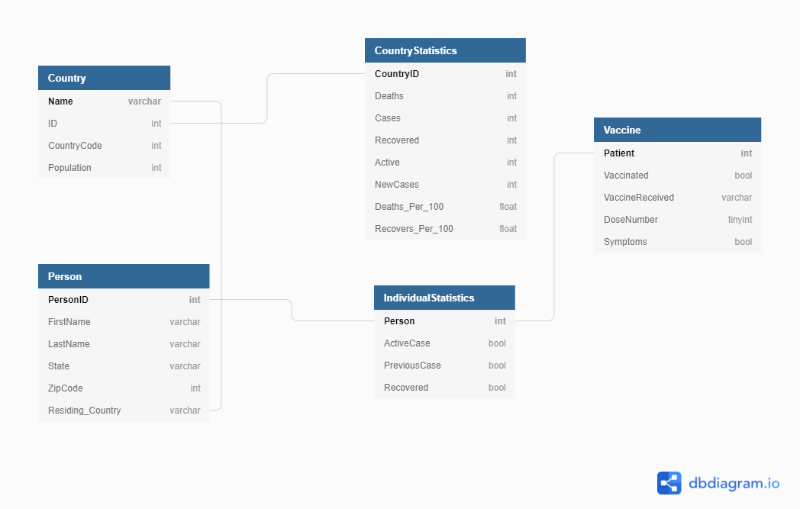 Country
Name varchar
ID int
CountryCode int
Population int
CountryStatistics
CountryID int
Deaths int
Cases int
Recovered int
Active int
NewCases int
Deaths_Per_100 float
Recovers_Per_100 float
Vaccine
Patient int
Vaccinated bool
VaccineReceived varchar
DoseNumber tinyint
Symptoms bool
Person
PersonID int
FirstName varchar
LastName varchar
State varchar
ZipCode int
Residing_Country varchar
IndividualStatistics
Person int
ActiveCase bool
PreviousCase bool
Recovered bool
dbdiagram.io